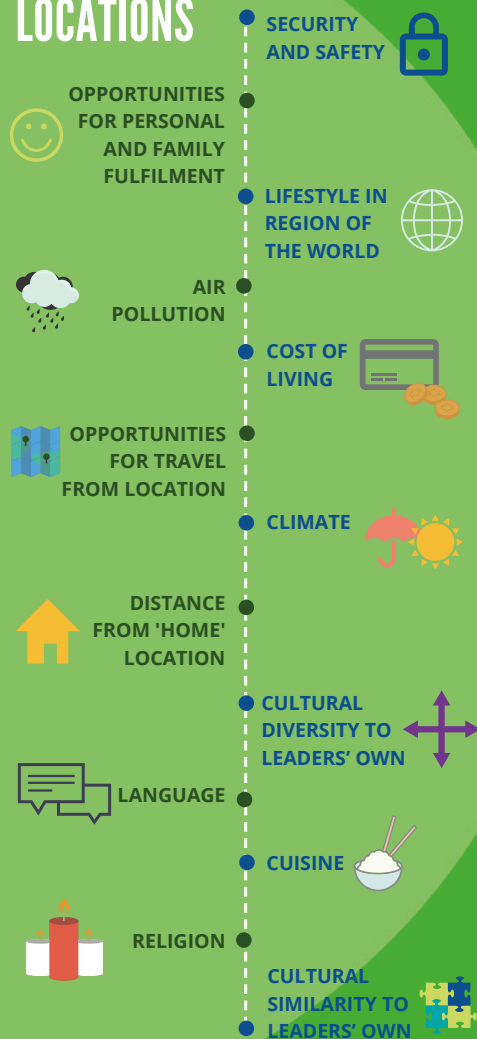 LOCATIONS
SECURITY
AND SAFETY
OPPORTUNITIES
FOR PERSONAL
AND FAMILY
FULFILMENT
LIFESTYLE IN
REGION OF
THE WORLD
AIR
POLLUTION
COST OF
LIVING
OPPORTUNITIES
FOR TRAVEL
FROM LOCATION
CLIMATE
DISTANCE
FROM 'HOME'
LOCATION
CULTURAL
DIVERSITY TO
LEADERS’ OWN
LANGUAGE
CUISINE
RELIGION
CULTURAL
SIMILARITY TO
LEADERS’ OWN